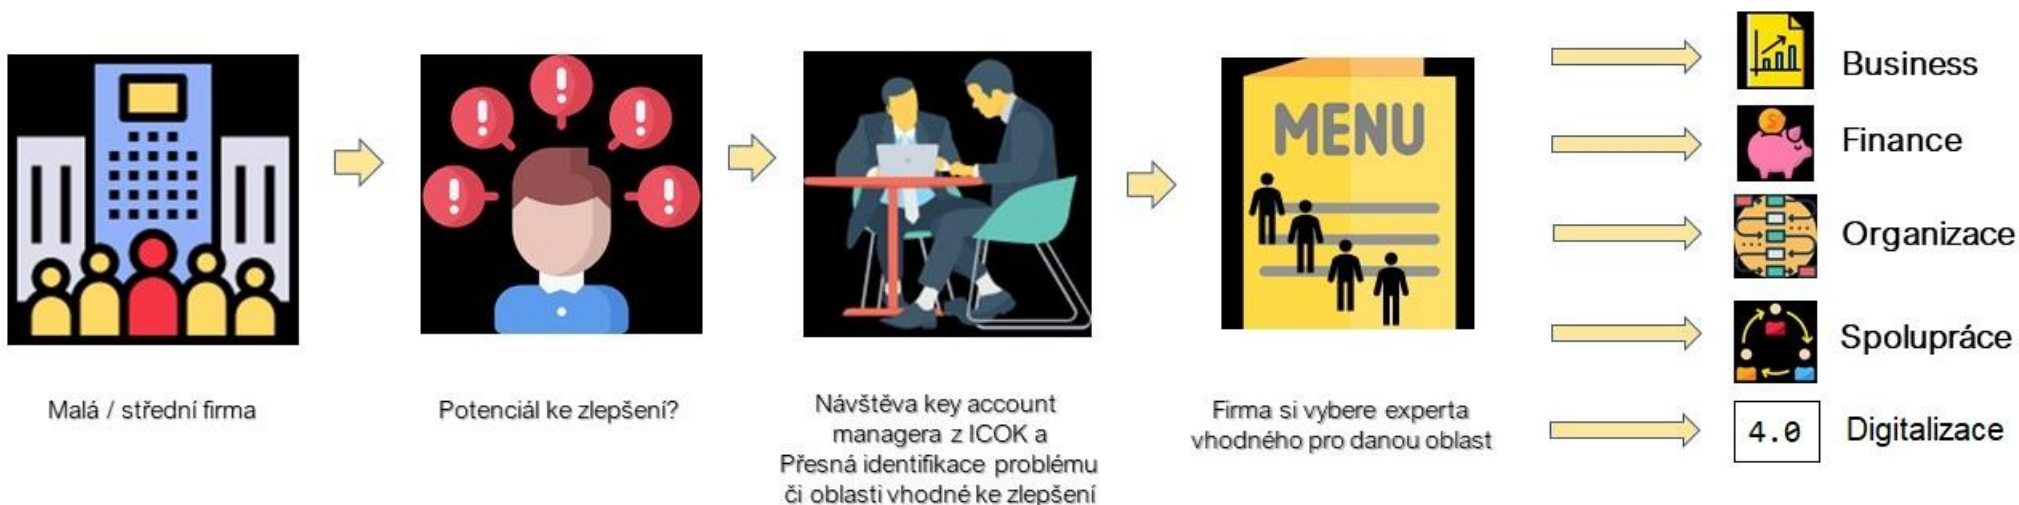 Malá / střední firma
Potenciál ke zlepšení?
Návštěva key account
managera z ICOK a
Přesná identifikace problému
či oblasti vhodné ke zlepšení
MENU
Firma si vybere experta
vhodného pro danou oblast
Business
Finance
Organizace
Spolupráce
4.0
Digitalizace